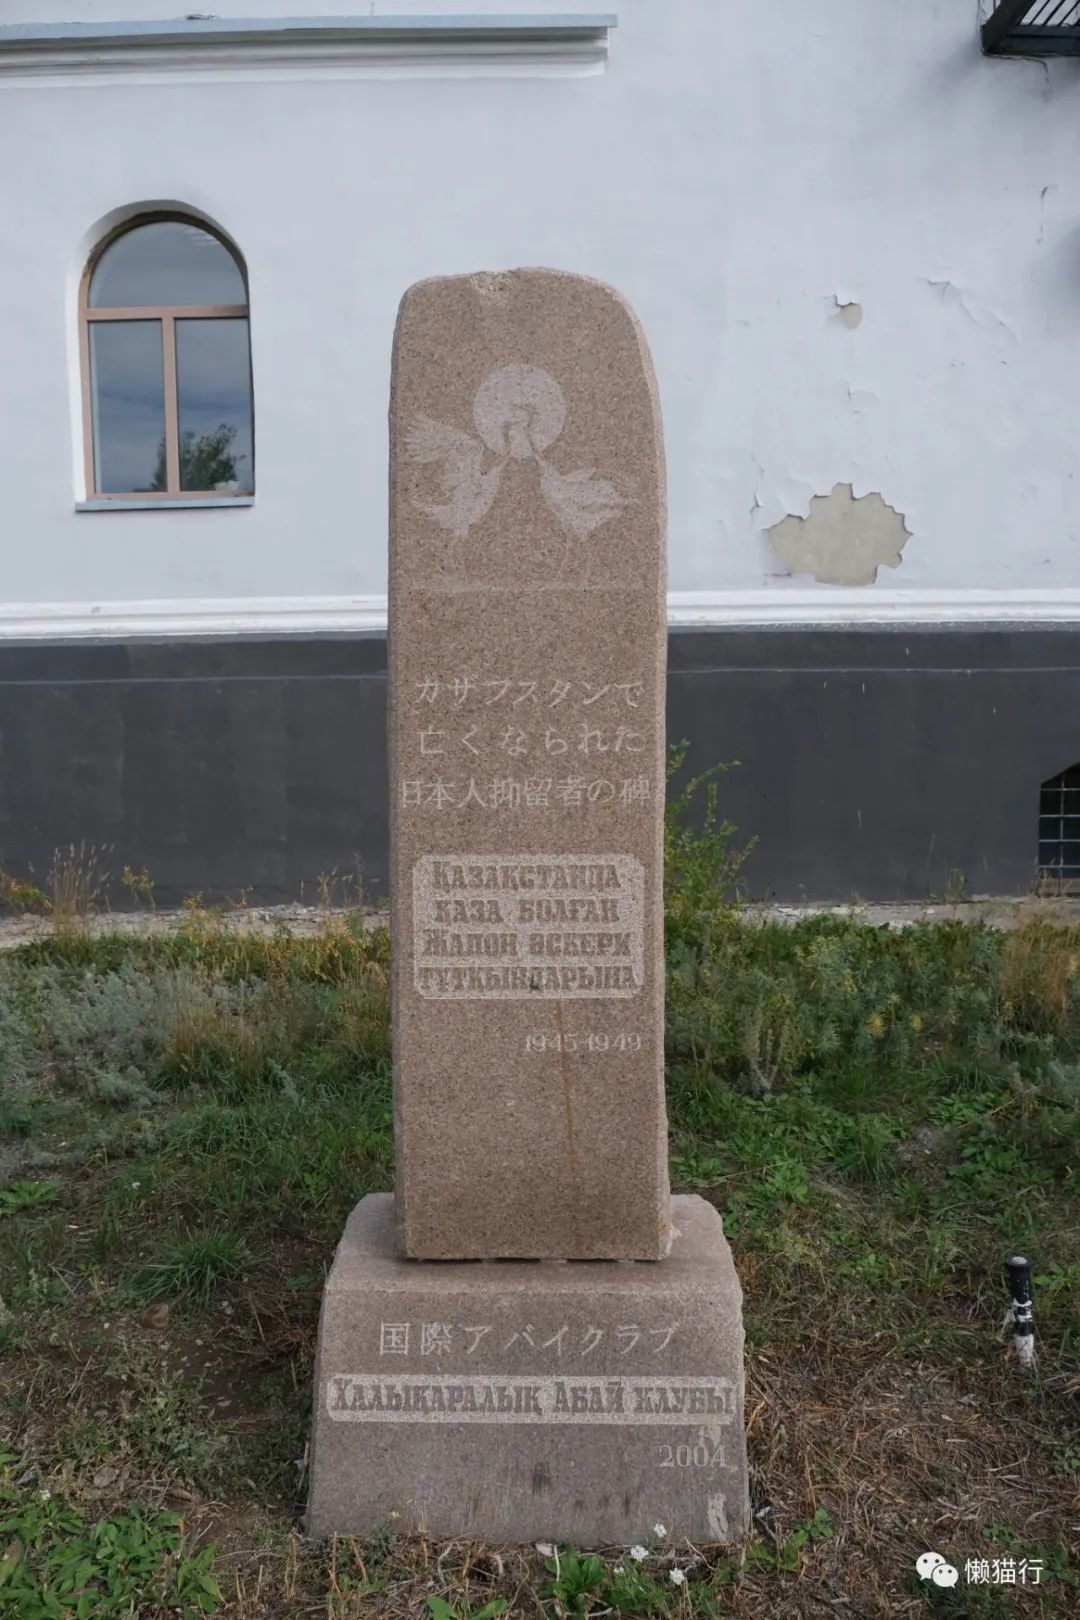 カザフスタンで
亡くなられた
日本人抑留者の碑
ҚАЗАҚСТАНДА
ҚАЗА БОЛҒАН
ЖАПОН ӘСКЕРИ
ТҰТҚЫНДАРЫНА
1945-1949
国際アバイクラブ
ХАЛЫҚАРАЛЫҚ АБАЙ КЛУБЫ
2004
懒猫行